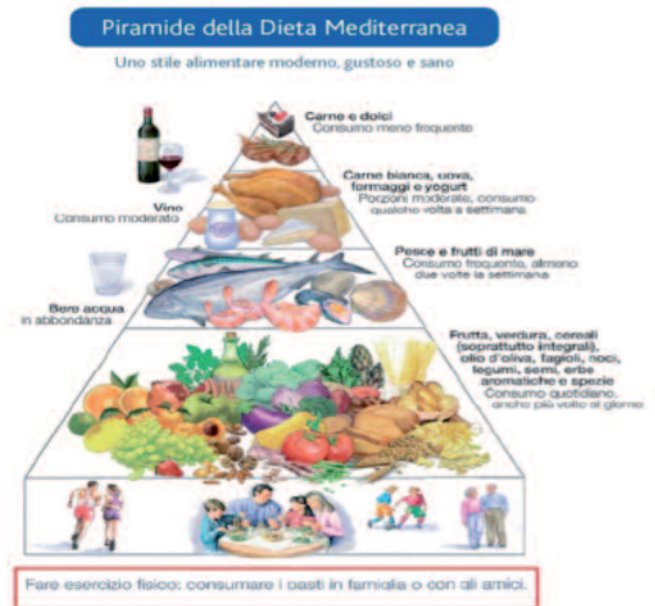 Piramide della Dieta Mediterranea
Uno stile alimentare moderno, gustoso e sano
Carne e dolci
Consumo meno frequente
Carne bianca, uova,
formaggi e yogurt
Porzioni moderate, consumo
qualche volta a settimana
Vino
Consumo moderato
Pesce e frutti di mare
Consumo frequente, almeno
due volte la settimana
Bere acqua
in abbondanza
Frutta, verdura, cereali
(soprattutto integrali),
olio d'oliva, fagioli, noci,
legumi, semi, erbe
aromatiche e spezie
Consumo quotidiano,
anche più volte al giorno
Fare esercizio fisico; consumare i pasti in famiglia o con gli amici.